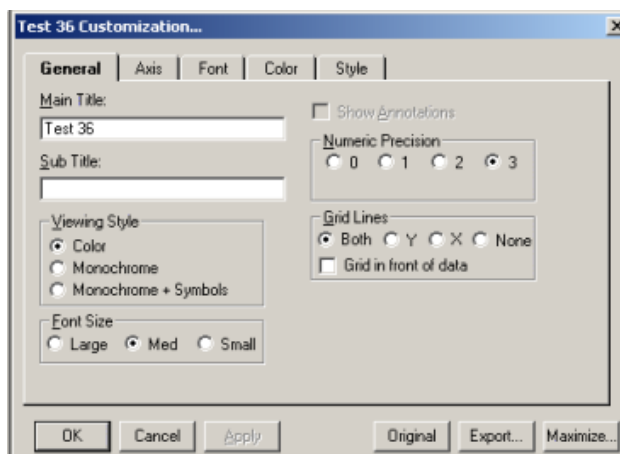 Test 36 Customization...
General Axis Font Color Style
Main Title:
Test 36
Sub Title:
Viewing Style
Color
Monochrome
Monochrome + Symbols
Font Size
Large Med Small
Show Annotations
Numeric Precision
0 1 2 3
Grid Lines
Both Y X None
Grid in front of data
OK Cancel Apply Original Export... Maximize...